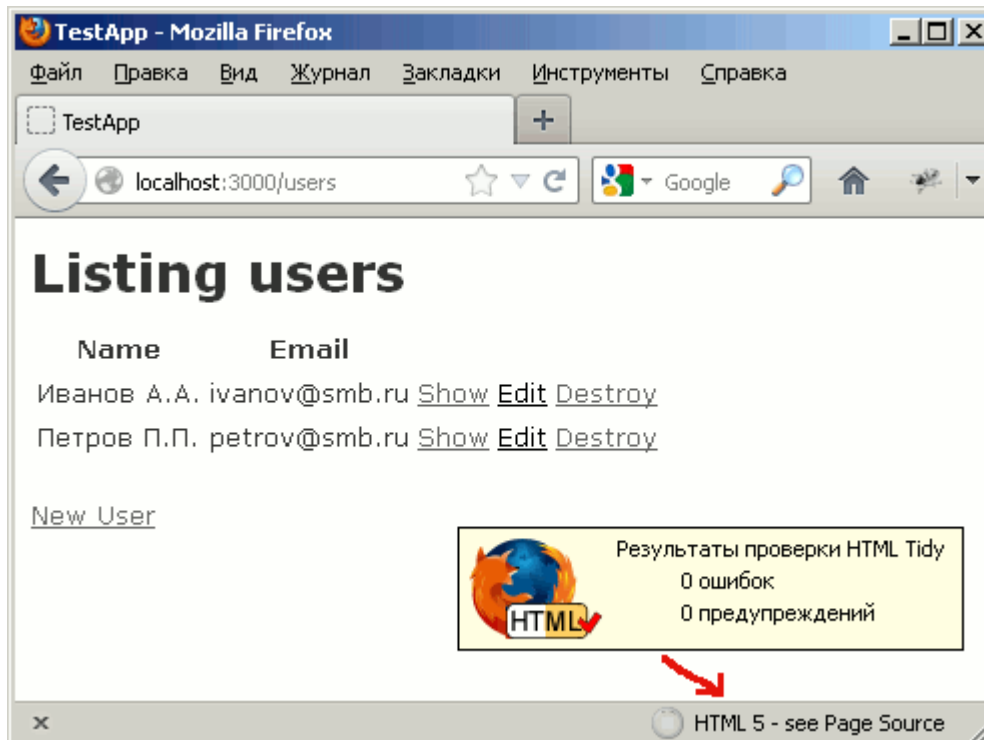 TestApp - Mozilla Firefox
Файл Правка Вид Журнал Закладки Инструменты Справка
TestApp
localhost:3000/users Google
Listing users
Name Email
Иванов А.А. ivanov@smb.ru Show Edit Destroy
Петров П.П. petrov@smb.ru Show Edit Destroy
New User
Результаты проверки HTML Tidy
0 ошибок
HTML 0 предупреждений
HTML 5 - see Page Source